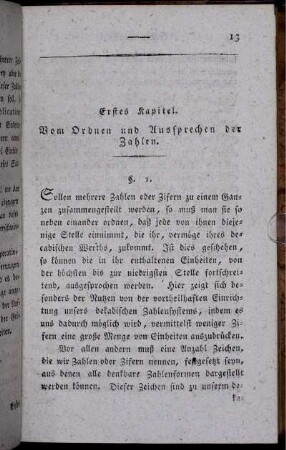 13
Erstes Kapitel.
Vom Ordnen und Aussprechen der
Zahlen.
§. 1.
Sollen mehrere Zahlen oder Zifern zu einem Gan-
zen zusammengestellt werden, so muß man sie so
neben einander ordnen, daß jede von ihnen dieje-
nige Stelle einnimmt, die ihr, vermöge ihres de-
cadischen Werths, zukommt. Ist dies geschehen,
so können die in ihr enthaltenen Einheiten, von
der höchsten bis zur niedrigsten Stelle fortschrei-
tend, ausgesprochen werden. Hier zeigt sich be-
sonders der Nutzen von der vortheilhaften Einrich-
tung unsers dekadischen Zahlensystems, indem es
uns dadurch möglich wird, vermittelst weniger Zi-
fern eine große Menge von Einheiten auszudrücken.
Vor allen andern muß eine Anzahl Zeichen,
die wir Zahlen oder Zifern nennen, festgesetzt seyn,
aus denen alle denkbare Zahlenformen dargestellt
werden können. Dieser Zeichen sind zu unserm de-
ka-